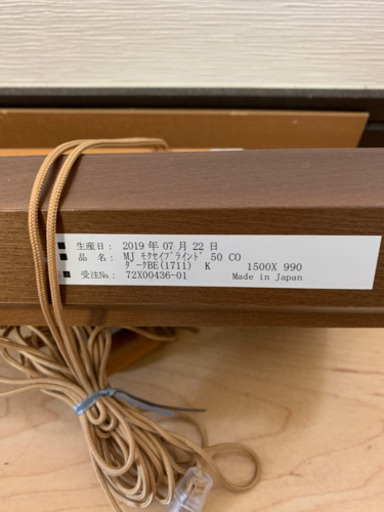 ■ 生産日: 2019 年 07 月 22 日
■ 品 名: MJ ﾓｸｾｲﾌﾞﾗｲﾝﾄﾞ 50 CO
ﾀﾞｰｸBE(1711) K 1500X 990
■ 受注No.: 72X00436-01 Made in Japan